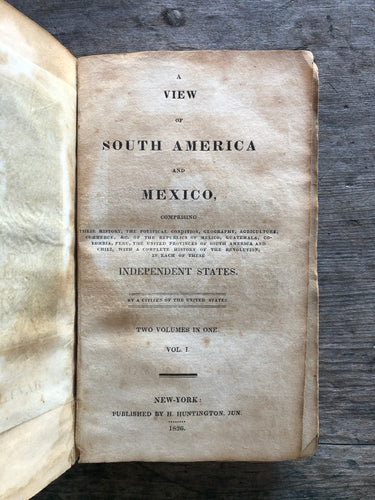 A
VIEW
OF
SOUTH AMERICA
AND
MEXICO,
COMPRISING
THEIR HISTORY, THE POLITICAL CONDITION, GEOGRAPHY, AGRICULTURE,
COMMERCE, &C. OF THE REPUBLICS OF MEXICO, GUATEMALA, CO-
LOMBIA, PERU, THE UNITED PROVINCES OF SOUTH AMERICA AND
CHILI, WITH A COMPLETE HISTORY OF THE REVOLUTION,
IN EACH OF THESE
INDEPENDENT STATES.
BY A CITIZEN OF THE UNITED STATES
TWO VOLUMES IN ONE.
VOL. I.
NEW-YORK:
PUBLISHED BY H. HUNTINGTON, JUN.
1826.